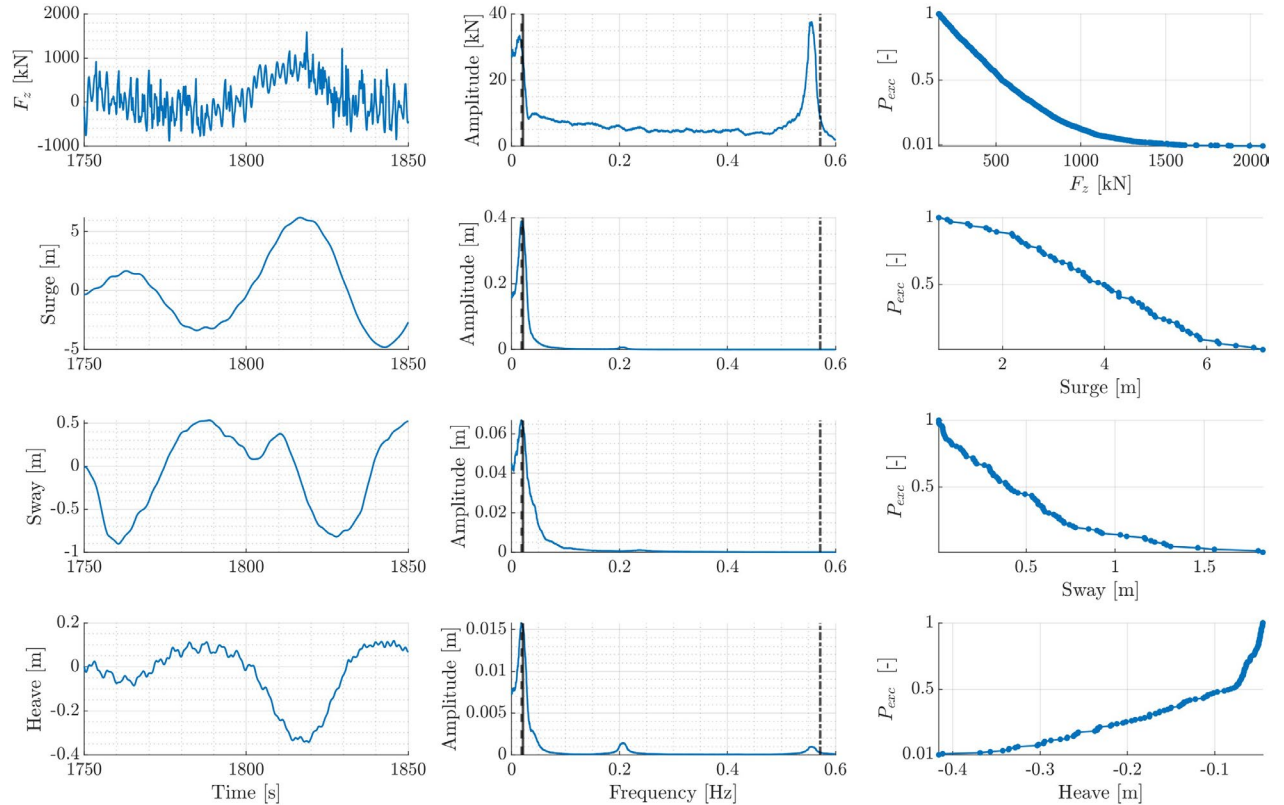 2000
1000
0
-1000
F_z [kN]
1750 1800 1850
40
20
0
Amplitude [kN]
0 0.2 0.4 0.6
1
0.5
0.01
P_exc [-]
500 1000 1500 2000
F_z [kN]
5
0
-5
Surge [m]
1750 1800 1850
0.4
0.2
0
Amplitude [m]
0 0.2 0.4 0.6
1
0.5
0.01
P_exc [-]
2 4 6
Surge [m]
0.5
0
-0.5
-1
Sway [m]
1750 1800 1850
0.06
0.04
0.02
0
Amplitude [m]
0 0.2 0.4 0.6
1
0.5
0.01
P_exc [-]
0.5 1 1.5
Sway [m]
0.2
0
-0.2
-0.4
Heave [m]
1750 1800 1850
Time [s]
0.015
0.01
0.005
0
Amplitude [m]
0 0.2 0.4 0.6
Frequency [Hz]
1
0.5
0.01
P_exc [-]
-0.4 -0.3 -0.2 -0.1
Heave [m]